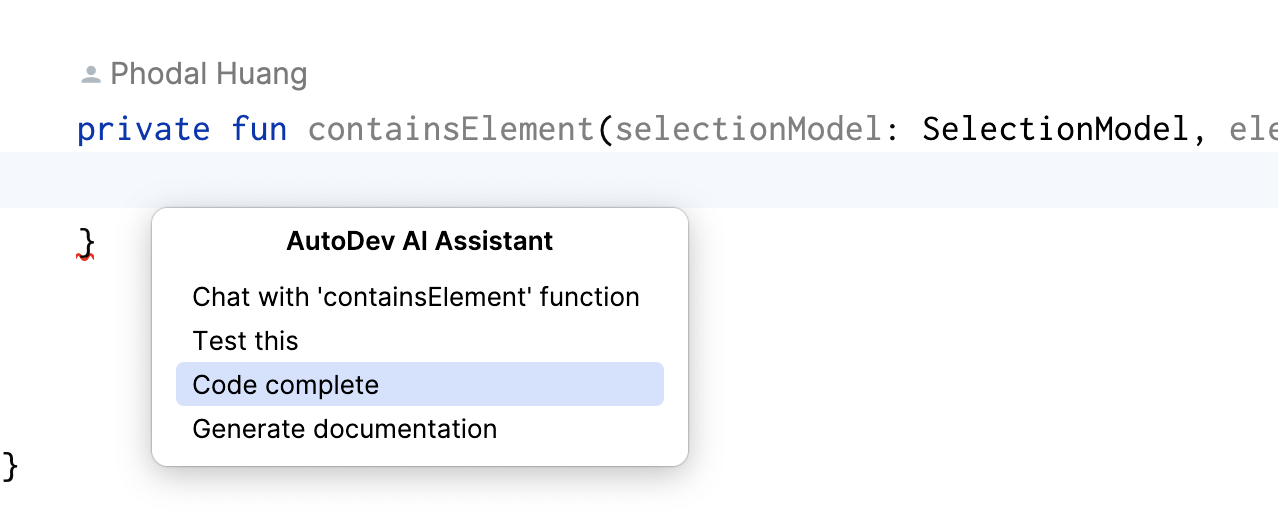 Phodal Huang
private fun containsElement(selectionModel: SelectionModel, ele
}
AutoDev AI Assistant
Chat with 'containsElement' function
Test this
Code complete
Generate documentation
}